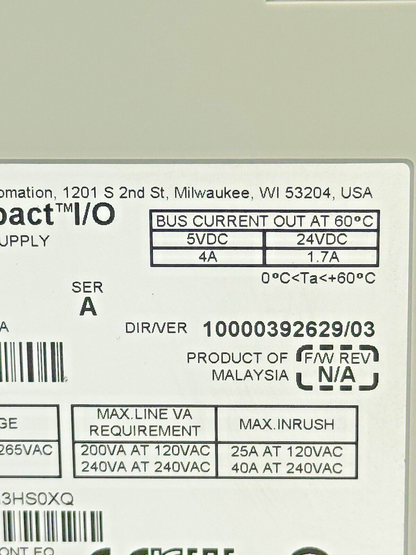 omation, 1201 S 2nd St, Milwaukee, WI 53204, USA
pact™I/O
UPPLY
BUS CURRENT OUT AT 60°C
5VDC 24VDC
4A 1.7A
0°C<Ta<+60°C
SER
A
A DIR/VER 10000392629/03
PRODUCT OF
MALAYSIA
F/W REV
N/A
GE
265VAC
MAX.LINE VA
REQUIREMENT
MAX.INRUSH
200VA AT 120VAC 25A AT 120VAC
240VA AT 240VAC 40A AT 240VAC
3HS0XQ